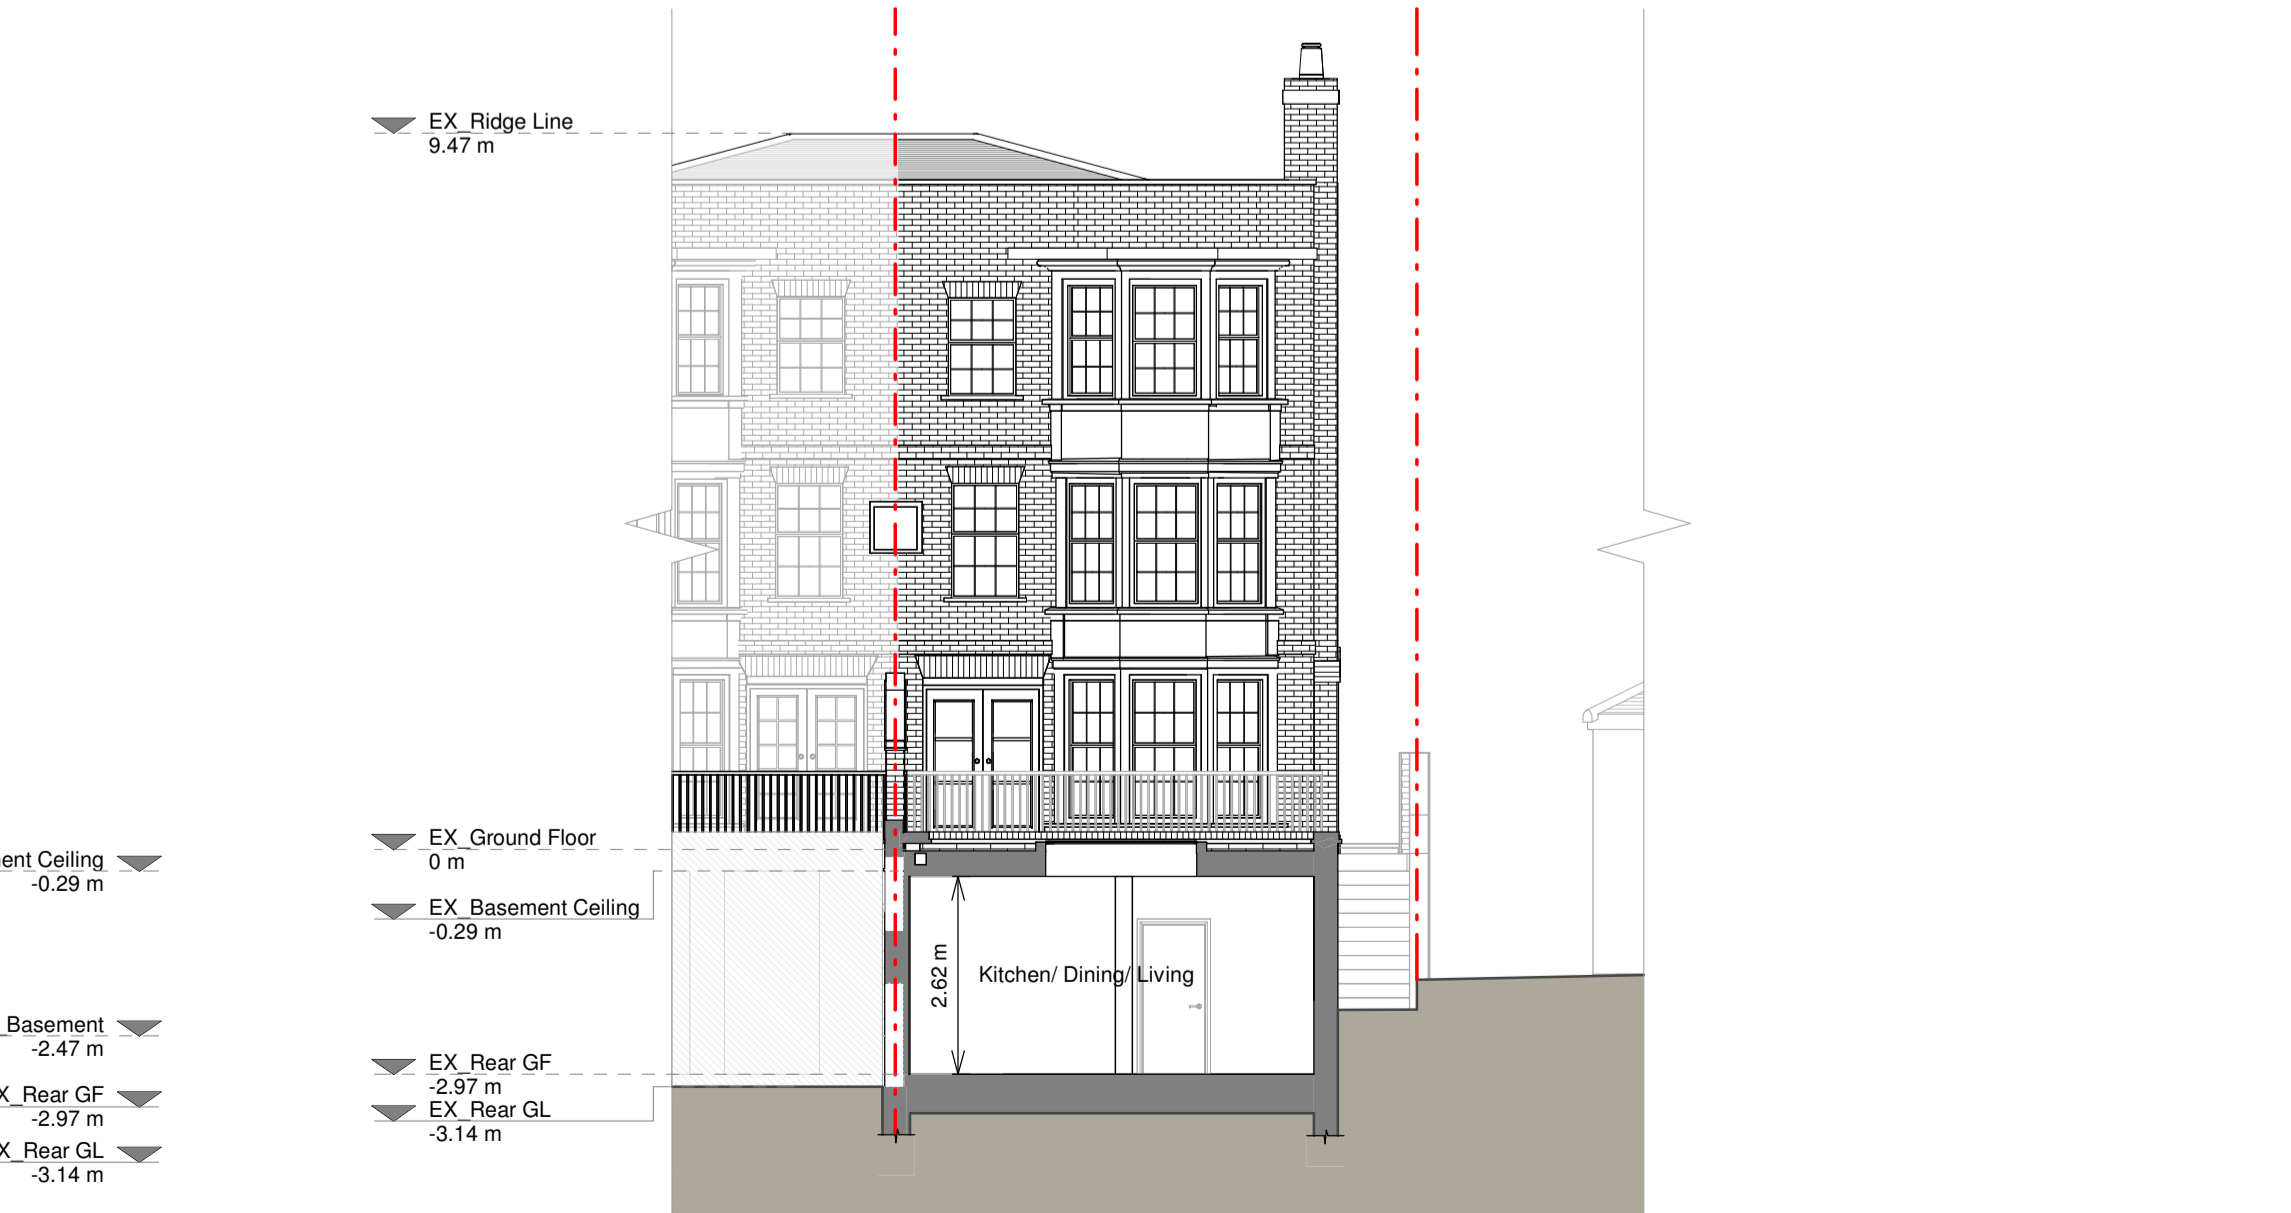 EX_Ridge Line
9.47 m
EX_Ground Floor
0 m
ent Ceiling
-0.29 m
EX_Basement Ceiling
-0.29 m
2.62 m
Kitchen/ Dining/ Living
_Basement
-2.47 m
EX_Rear GF
-2.97 m
X_Rear GF
-2.97 m
EX_Rear GL
-3.14 m
X_Rear GL
-3.14 m